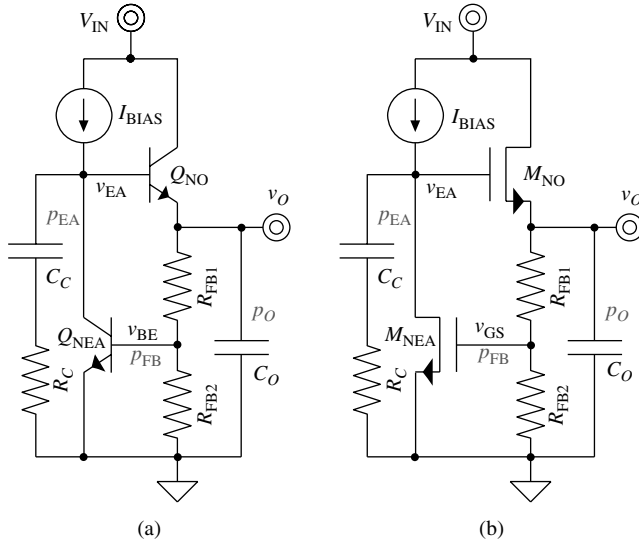 V_IN
I_BIAS
Q_NO
v_EA
v_O
p_EA
C_C
R_FB1
Q_NEA
v_BE
p_FB
p_O
C_O
R_C
R_FB2
(a)
V_IN
I_BIAS
M_NO
v_EA
v_O
p_EA
C_C
R_FB1
M_NEA
v_GS
p_FB
p_O
C_O
R_C
R_FB2
(b)